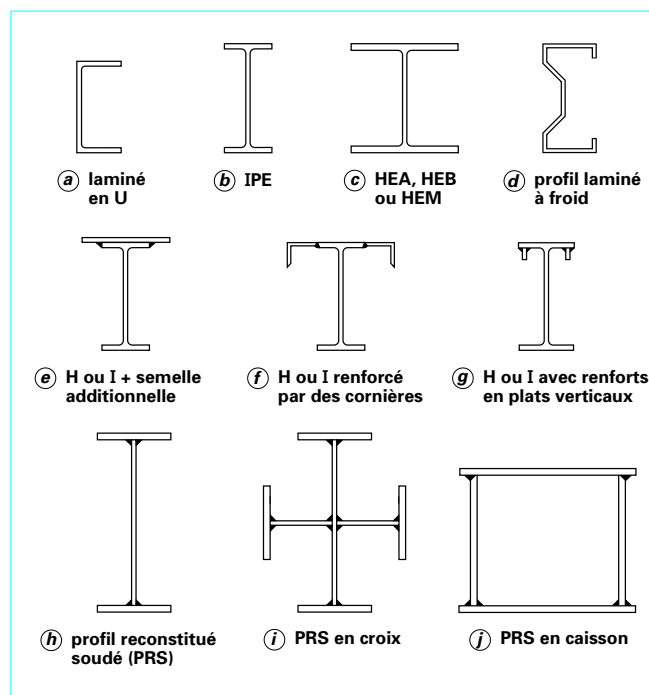 a laminé
en U
b IPE
c HEA, HEB
ou HEM
d profil laminé
à froid
e H ou I + semelle
additionnelle
f H ou I renforcé
par des cornières
g H ou I avec renforts
en plats verticaux
h profil reconstitué
soudé (PRS)
i PRS en croix
j PRS en caisson